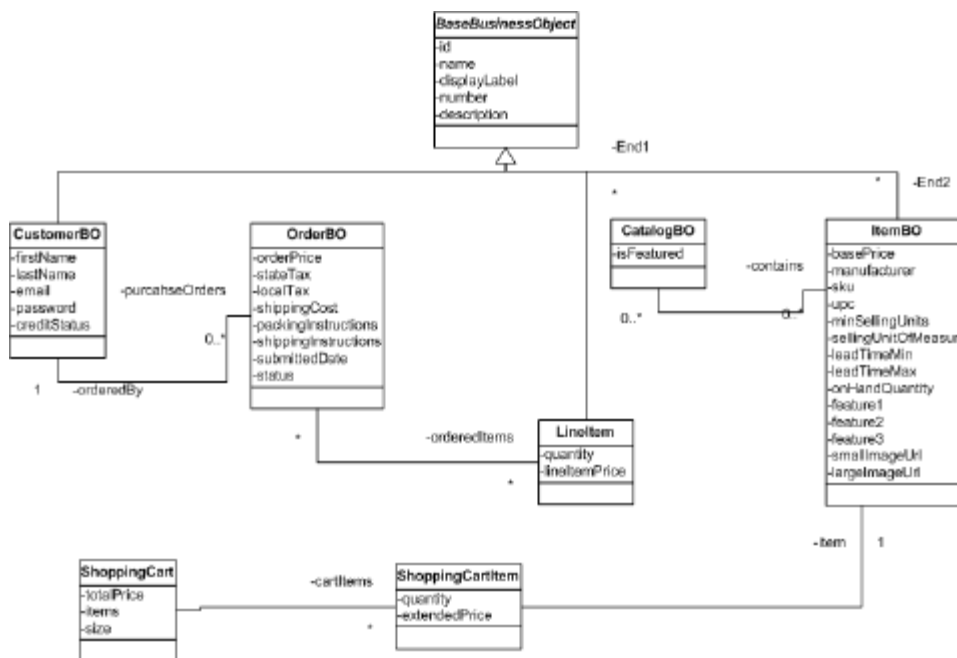 BaseBusinessObject
-id
-name
-displayLabel
-number
-description
-End1
*
*
-End2
CustomerBO
-firstName
-lastName
-email
-password
-creditStatus
-purcahseOrders
0..*
1
-orderedBy
OrderBO
-orderPrice
-stateTax
-localTax
-shippingCost
-packingInstructions
-shippingInstructions
-submittedDate
-status
CatalogBO
-isFeatured
-contains
0..*
0..*
ItemBO
-basePrice
-manufacturer
-sku
-upc
-minSellingUnits
-sellingUnitOfMeasur
-leadTimeMin
-leadTimeMax
-onHandQuantity
-feature1
-feature2
-feature3
-smallImageUrl
-largeImageUrl
*
-orderedItems
*
LineItem
-quantity
-lineItemPrice
-item
1
ShoppingCart
-totalPrice
-items
-size
-cartItems
*
ShoppingCartItem
-quantity
-extendedPrice